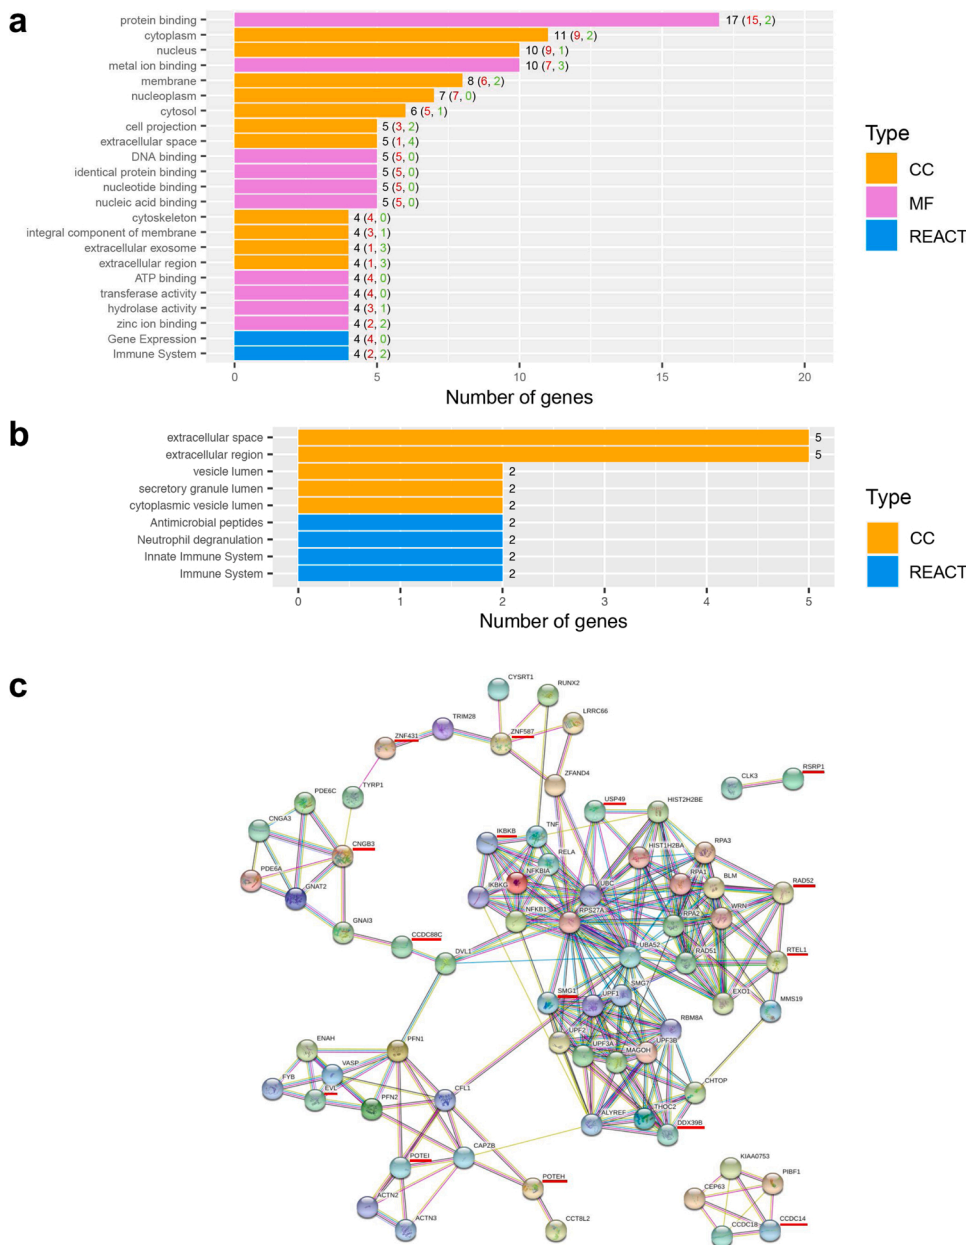 a
protein binding 17 (15, 2)
cytoplasm 11 (9, 2)
nucleus 10 (9, 1)
metal ion binding 10 (7, 3)
membrane 8 (6, 2)
nucleoplasm 7 (7, 0)
cytosol 6 (5, 1)
cell projection 5 (3, 2)
extracellular space 5 (1, 4)
DNA binding 5 (5, 0)
identical protein binding 5 (5, 0)
nucleotide binding 5 (5, 0)
nucleic acid binding 5 (5, 0)
cytoskeleton 4 (4, 0)
integral component of membrane 4 (3, 1)
extracellular exosome 4 (1, 3)
extracellular region 4 (1, 3)
ATP binding 4 (4, 0)
transferase activity 4 (4, 0)
hydrolase activity 4 (3, 1)
zinc ion binding 4 (2, 2)
Gene Expression 4 (4, 0)
Immune System 4 (2, 2)
0 5 10 15 20
Number of genes
Type
CC
MF
REACT
b
extracellular space 5
extracellular region 5
vesicle lumen 2
secretory granule lumen 2
cytoplasmic vesicle lumen 2
Antimicrobial peptides 2
Neutrophil degranulation 2
Innate Immune System 2
Immune System 2
0 1 2 3 4 5
Number of genes
Type
CC
REACT
c
CYSRT1
RUNX2
LRRC66
TRIM28
ZNF587
ZNF431
ZFAND4
CLK3
RSRP1
TYRP1
PDE6C
CNGA3
CNGB3
PDE6A
GNAT2
GNAI3
CCDC88C
DVL1
USP49
HIST2H2BE
IKBKB
TNF
RELA
HIST1H2BA
RPA3
NFKBIA
IKBKG
UBC
RPA1
BLM
RAD52
NFKB1
RPS27A
RPA2
WRN
UBA52
RAD51
RTEL1
SMG1
UPF1
SMG7
EXO1
MMS19
RBM8A
UPF2
UPF3A
MAGOH
UPF3B
CHTOP
ALYREF
THOC2
DDX39B
ENAH
VASP
PFN1
FYB
EVL
PFN2
CFL1
CAPZB
POTEI
POTEH
ACTN2
ACTN3
CCT8L2
KIAA0753
PIBF1
CEP63
CCDC18
CCDC14